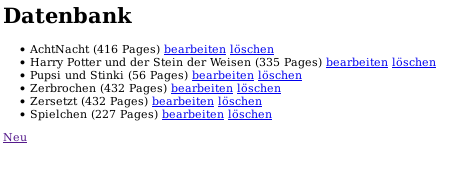 Datenbank
AchtNacht (416 Pages) bearbeiten löschen
Harry Potter und der Stein der Weisen (335 Pages) bearbeiten löschen
Pupsi und Stinki (56 Pages) bearbeiten löschen
Zerbrochen (432 Pages) bearbeiten löschen
Zersetzt (432 Pages) bearbeiten löschen
Spielchen (227 Pages) bearbeiten löschen
Neu